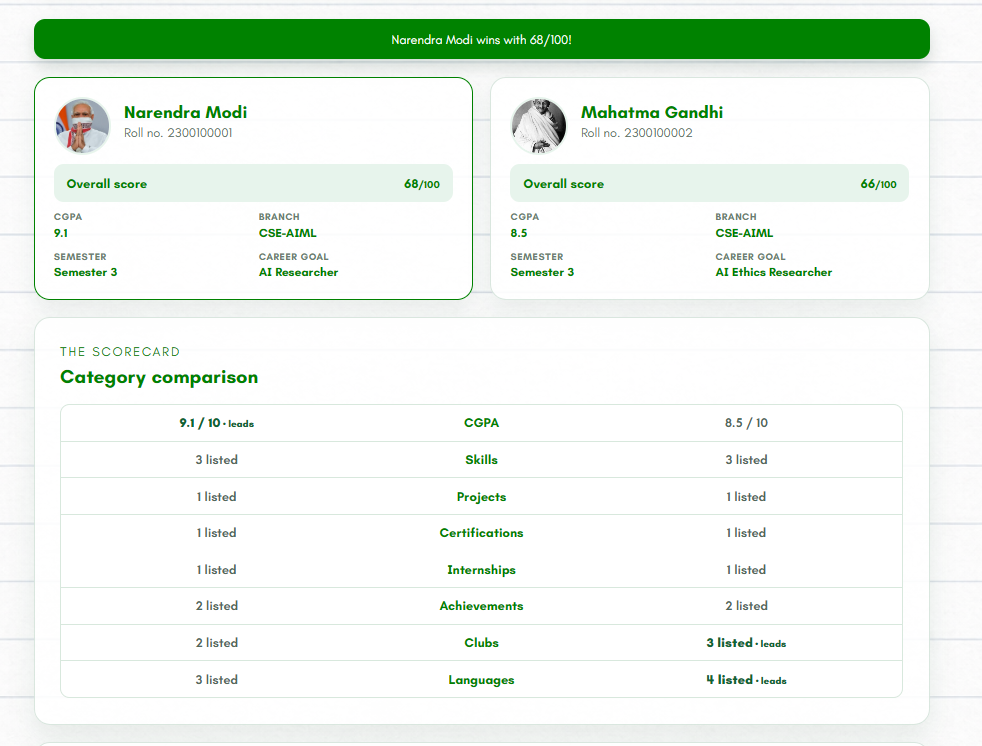 Narendra Modi wins with 68/100!
Narendra Modi
Roll no. 2300100001
Overall score 68/100
CGPA BRANCH
9.1 CSE-AIML
SEMESTER CAREER GOAL
Semester 3 AI Researcher
Mahatma Gandhi
Roll no. 2300100002
Overall score 66/100
CGPA BRANCH
8.5 CSE-AIML
SEMESTER CAREER GOAL
Semester 3 AI Ethics Researcher
THE SCORECARD
Category comparison
9.1 / 10 · leads CGPA 8.5 / 10
3 listed Skills 3 listed
1 listed Projects 1 listed
1 listed Certifications 1 listed
1 listed Internships 1 listed
2 listed Achievements 2 listed
2 listed Clubs 3 listed · leads
3 listed Languages 4 listed · leads